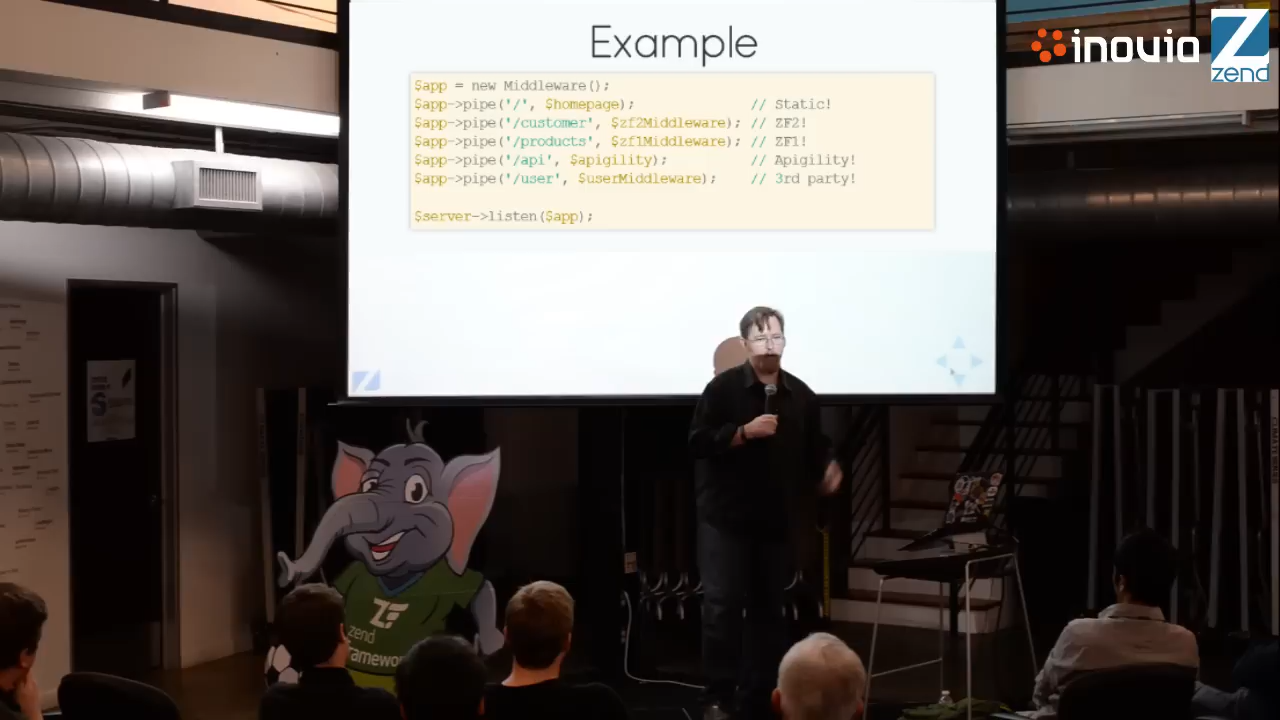 Example
$app = new Middleware();
$app->pipe('/', $homepage); // Static!
$app->pipe('/customer', $zf2Middleware); // ZF2!
$app->pipe('/products', $zf1Middleware); // ZF1!
$app->pipe('/api', $apigility); // Apigility!
$app->pipe('/user', $userMiddleware); // 3rd party!
$server->listen($app);
inovia
zend
zend